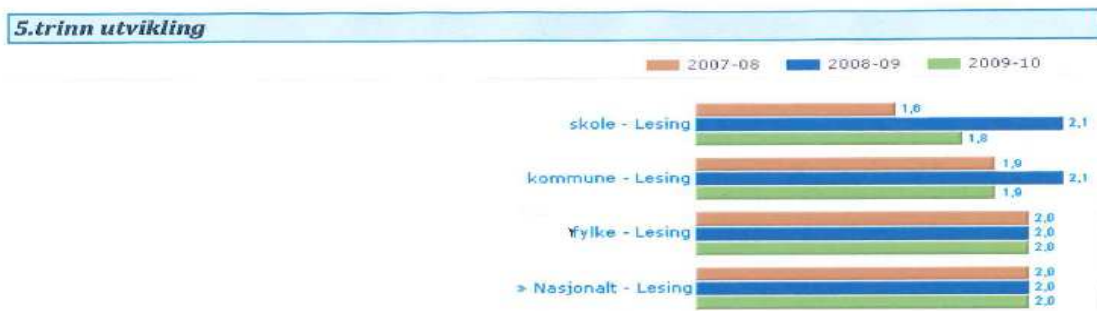 5.trinn utvikling
2007-08 2008-09 2009-10
skole - Lesing
1,6
2,1
1,8
kommune - Lesing
1,9
2,1
1,9
fylke - Lesing
2,0
2,0
2,0
» Nasjonalt - Lesing
2,0
2,0
2,0